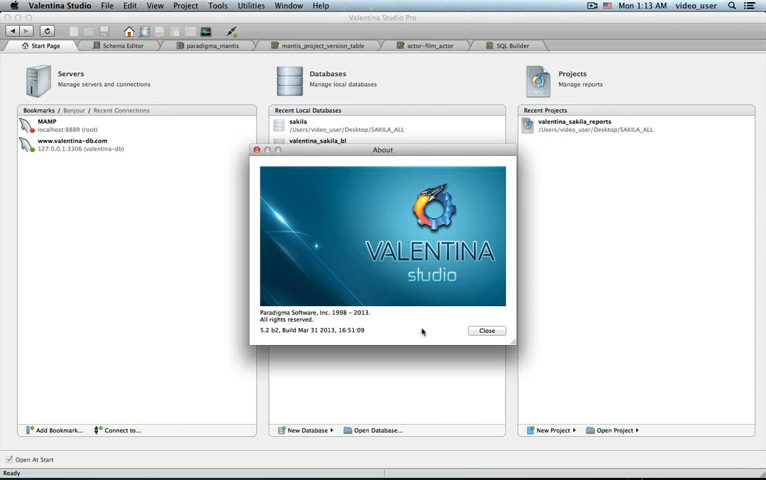 Valentina Studio File Edit View Project Tools Utilities Window Help Mon 1:13 AM video_user
Valentina Studio Pro
Start Page Schema Editor paradigma_mantis mantis_project_version_table actor-film_actor SQL Builder
Servers
Manage servers and connections
Databases
Manage local databases
Projects
Manage reports
Bookmarks / Bonjour / Recent Connections
MAMP
localhost:8889 (root)
www.valentina-db.com
127.0.0.1:3306 (valentina-db)
Recent Local Databases
sakila
/Users/video_user/Desktop/SAKILA_ALL
valentina_sakila_bl
Recent Projects
valentina_sakila_reports
/Users/video_user/Desktop/SAKILA_ALL
About
VALENTINA
studio
Paradigma Software, Inc. 1998 - 2013.
All rights reserved.
5.2 b2, Build Mar 31 2013, 16:51:09
Close
Add Bookmark... Connect to...
New Database Open Database...
New Project Open Project
Open At Start
Ready